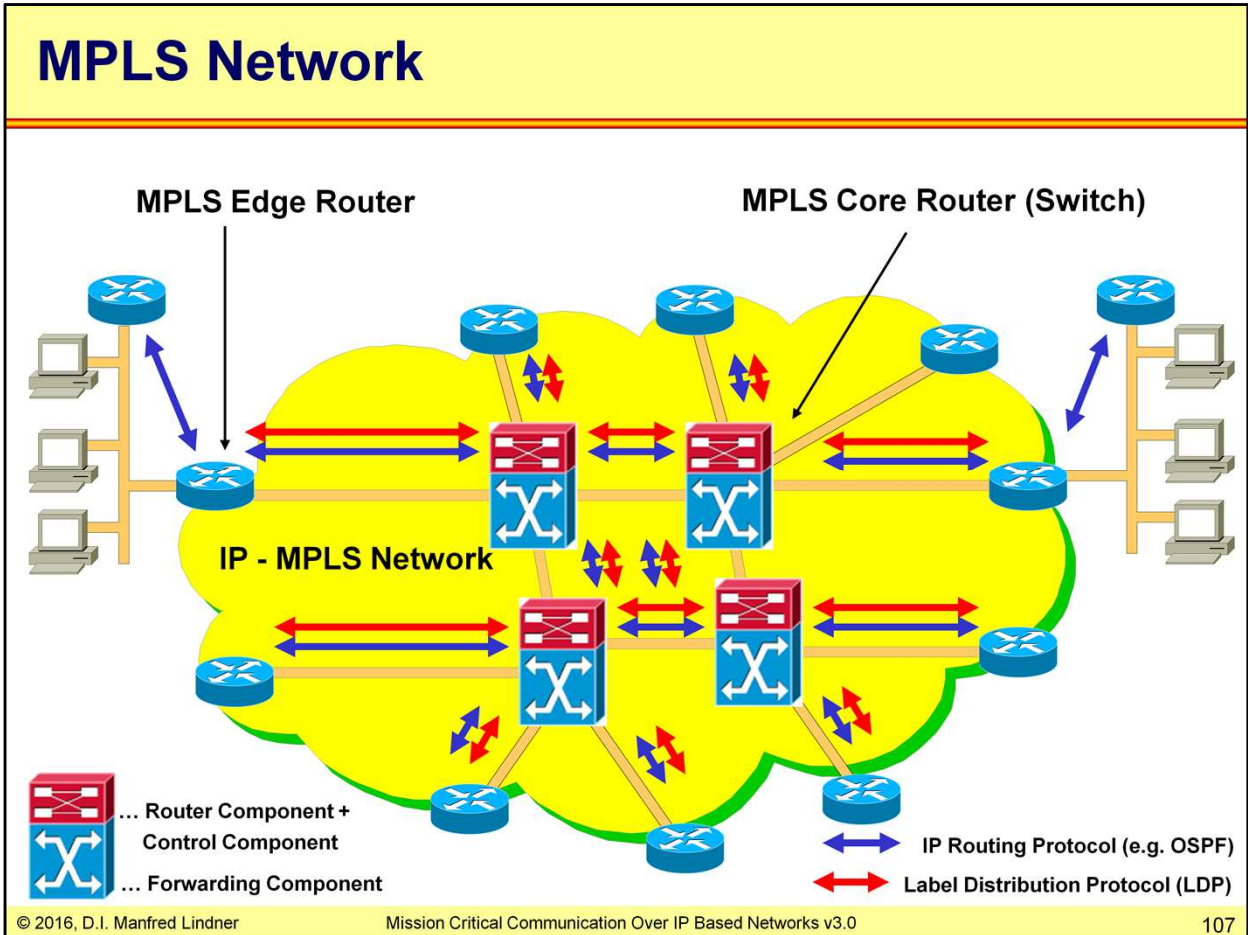 MPLS Network
MPLS Edge Router
MPLS Core Router (Switch)
IP - MPLS Network
... Router Component +
Control Component
... Forwarding Component
IP Routing Protocol (e.g. OSPF)
Label Distribution Protocol (LDP)
© 2016, D.I. Manfred Lindner
Mission Critical Communication Over IP Based Networks v3.0
107